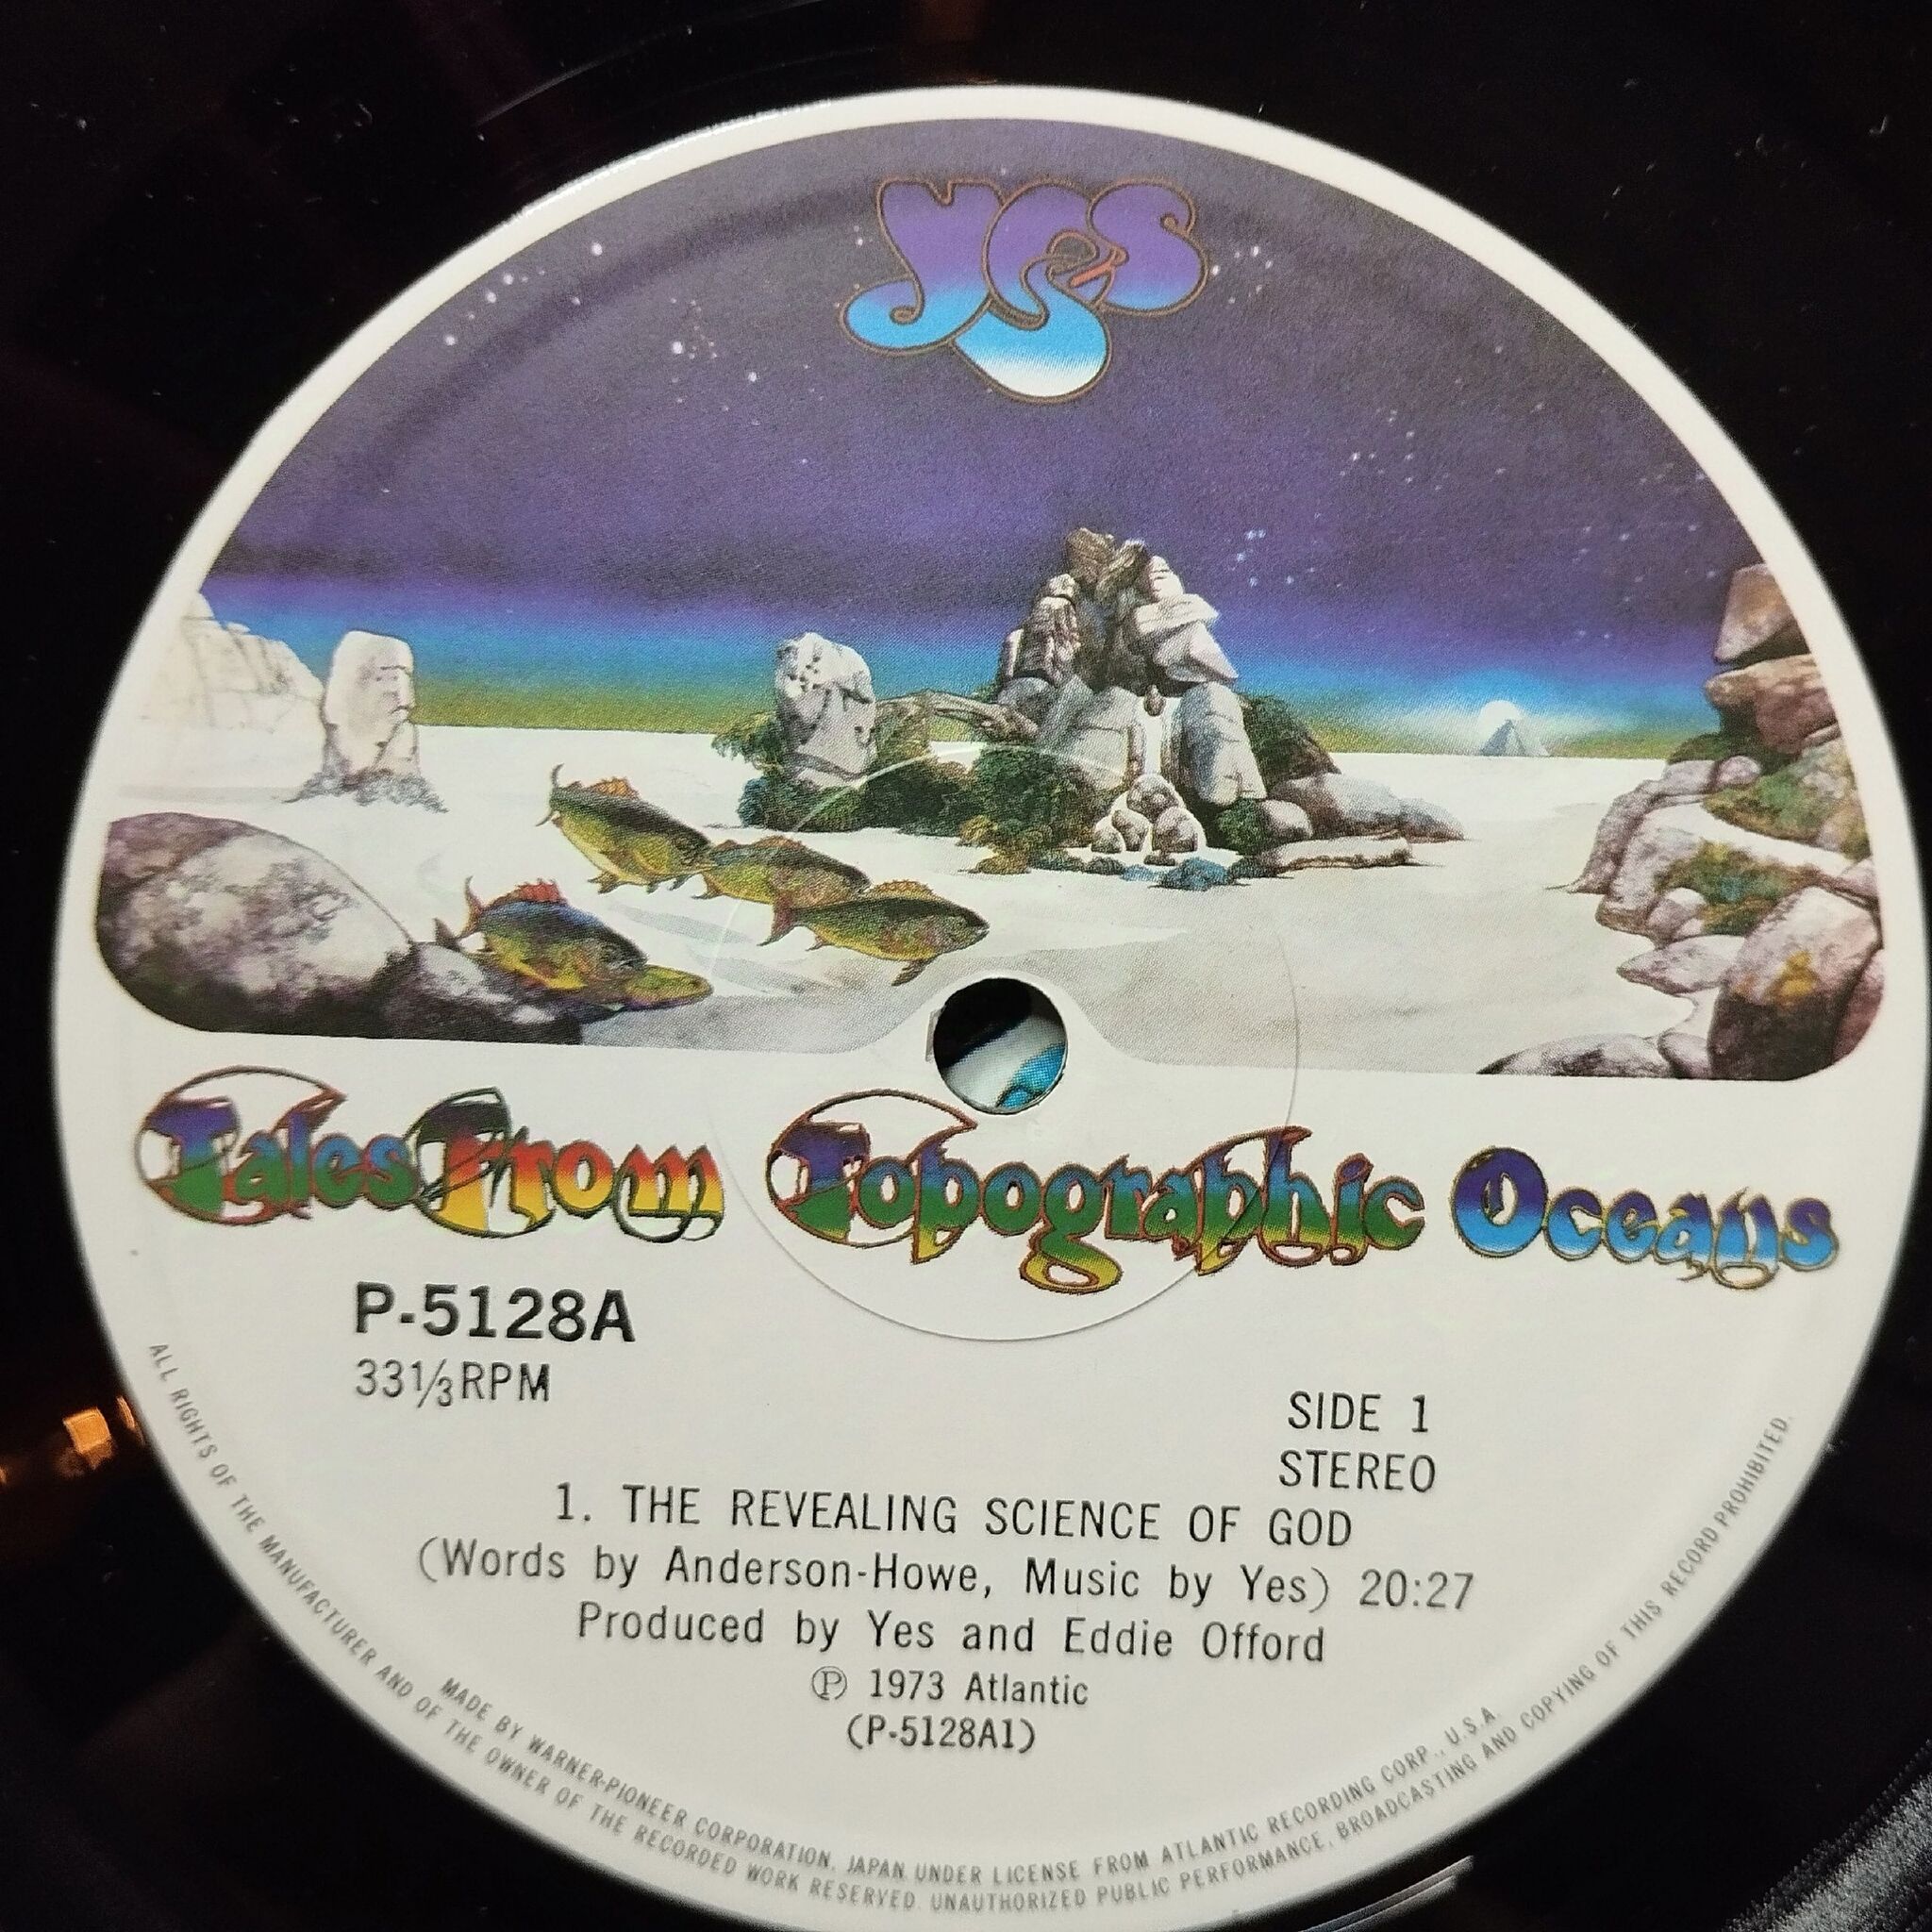 yes
Tales From Topographic Oceans
P-5128A
33⅓RPM
SIDE 1
STEREO
1. THE REVEALING SCIENCE OF GOD
(Words by Anderson-Howe, Music by Yes) 20:27
Produced by Yes and Eddie Offord
Ⓟ 1973 Atlantic
(P-5128A1)
MADE BY WARNER-PIONEER CORPORATION, JAPAN UNDER LICENSE FROM ATLANTIC RECORDING CORP., U.S.A.
ALL RIGHTS OF THE MANUFACTURER AND OF THE OWNER OF THE RECORDED WORK RESERVED. UNAUTHORIZED PUBLIC PERFORMANCE, BROADCASTING AND COPYING OF THIS RECORD PROHIBITED.